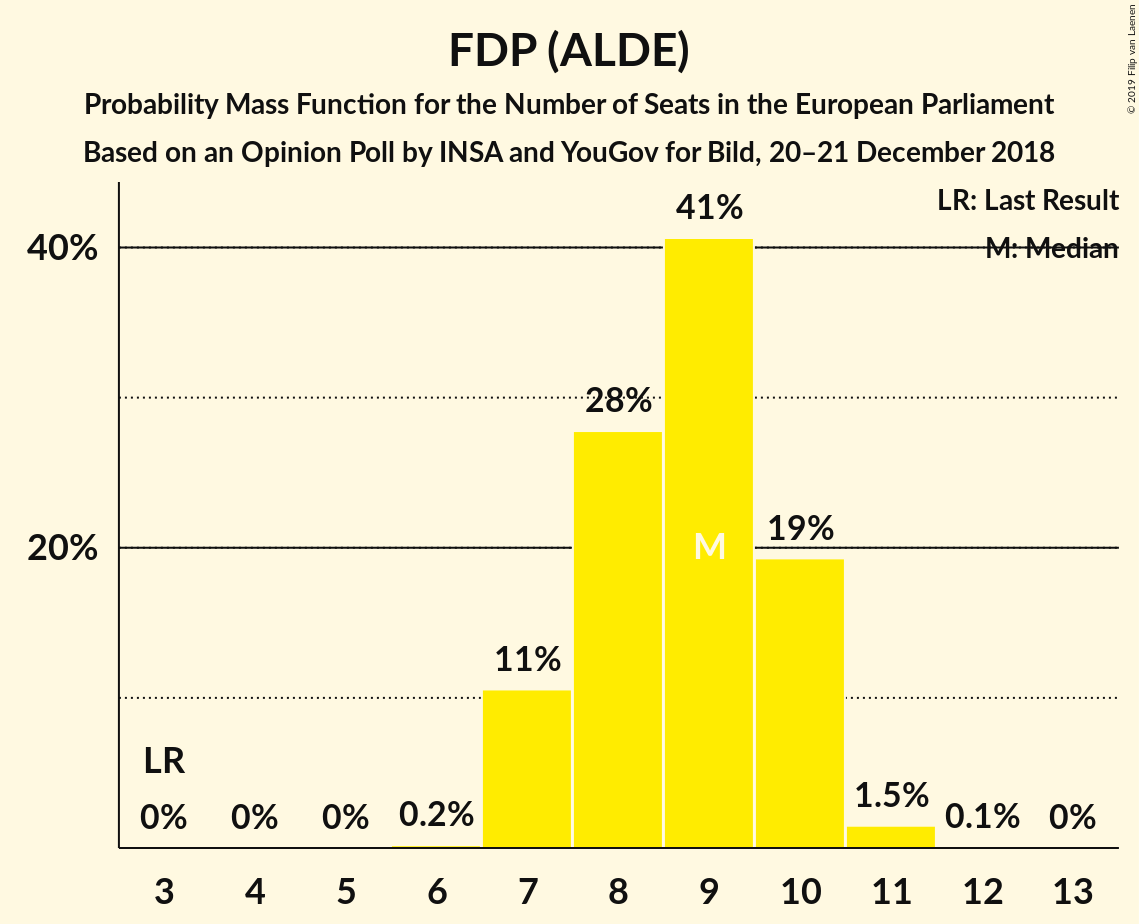 FDP (ALDE)
Probability Mass Function for the Number of Seats in the European Parliament
Based on an Opinion Poll by INSA and YouGov for Bild, 20–21 December 2018
© 2019 Filip van Laenen
LR: Last Result
M: Median
40%
20%
41%
28%
M
19%
11%
LR
0%
0%
0%
0.2%
1.5%
0.1%
0%
3 4 5 6 7 8 9 10 11 12 13